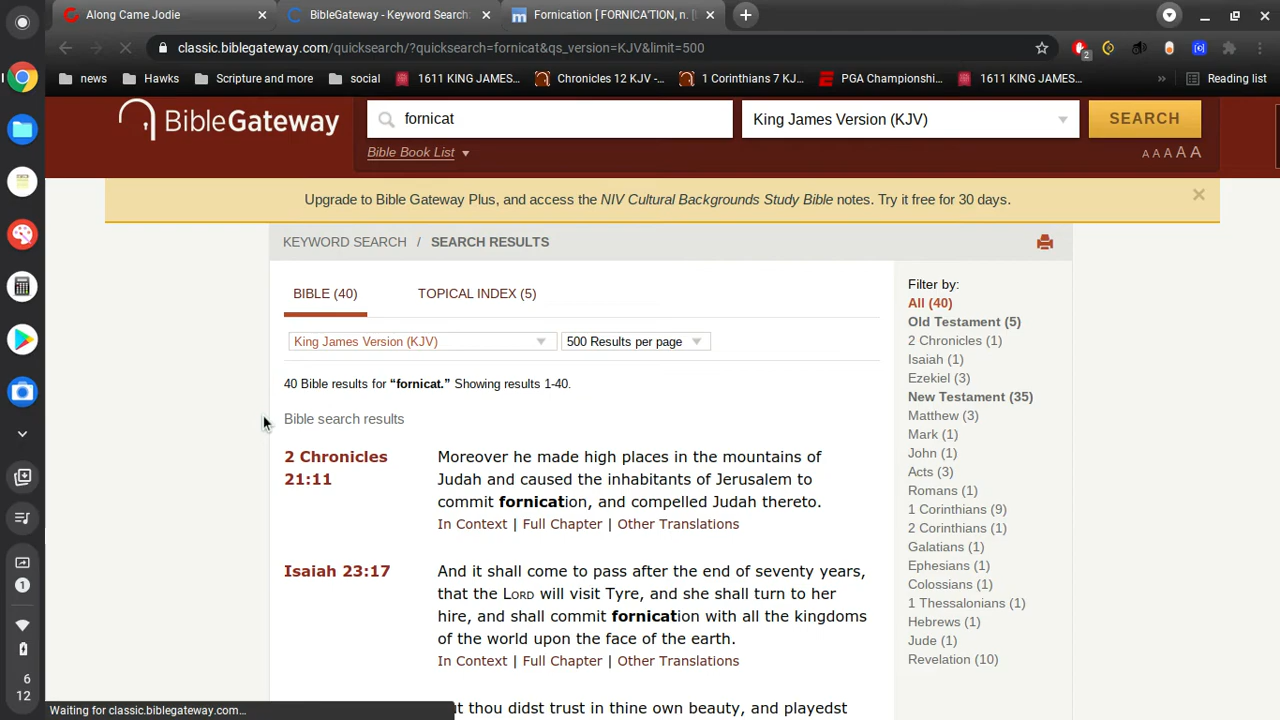 Along Came Jodie
BibleGateway - Keyword Search
Fornication [ FORNICA'TION, n. [
classic.biblegateway.com/quicksearch/?quicksearch=fornicat&qs_version=KJV&limit=500
2
news
Hawks
Scripture and more
social
1611 KING JAMES...
Chronicles 12 KJ -...
1 Corinthians 7 KJ...
PGA Championshi...
1611 KING JAMES...
»
Reading list
BibleGateway
fornicat
King James Version (KJV)
SEARCH
Bible Book List
A A A A A
Upgrade to Bible Gateway Plus, and access the NIV Cultural Backgrounds Study Bible notes. Try it free for 30 days.
KEYWORD SEARCH / SEARCH RESULTS
BIBLE (40)
TOPICAL INDEX (5)
King James Version (KJV)
500 Results per page
40 Bible results for “fornicat.” Showing results 1-40.
Bible search results
2 Chronicles
21:11
Moreover he made high places in the mountains of
Judah and caused the inhabitants of Jerusalem to
commit fornication, and compelled Judah thereto.
In Context | Full Chapter | Other Translations
Isaiah 23:17
And it shall come to pass after the end of seventy years,
that the LORD will visit Tyre, and she shall turn to her
hire, and shall commit fornication with all the kingdoms
of the world upon the face of the earth.
In Context | Full Chapter | Other Translations
thou didst trust in thine own beauty, and playedst
Filter by:
All (40)
Old Testament (5)
2 Chronicles (1)
Isaiah (1)
Ezekiel (3)
New Testament (35)
Matthew (3)
Mark (1)
John (1)
Acts (3)
Romans (1)
1 Corinthians (9)
2 Corinthians (1)
Galatians (1)
Ephesians (1)
Colossians (1)
1 Thessalonians (1)
Hebrews (1)
Jude (1)
Revelation (10)
1
6
12
Waiting for classic.biblegateway.com...